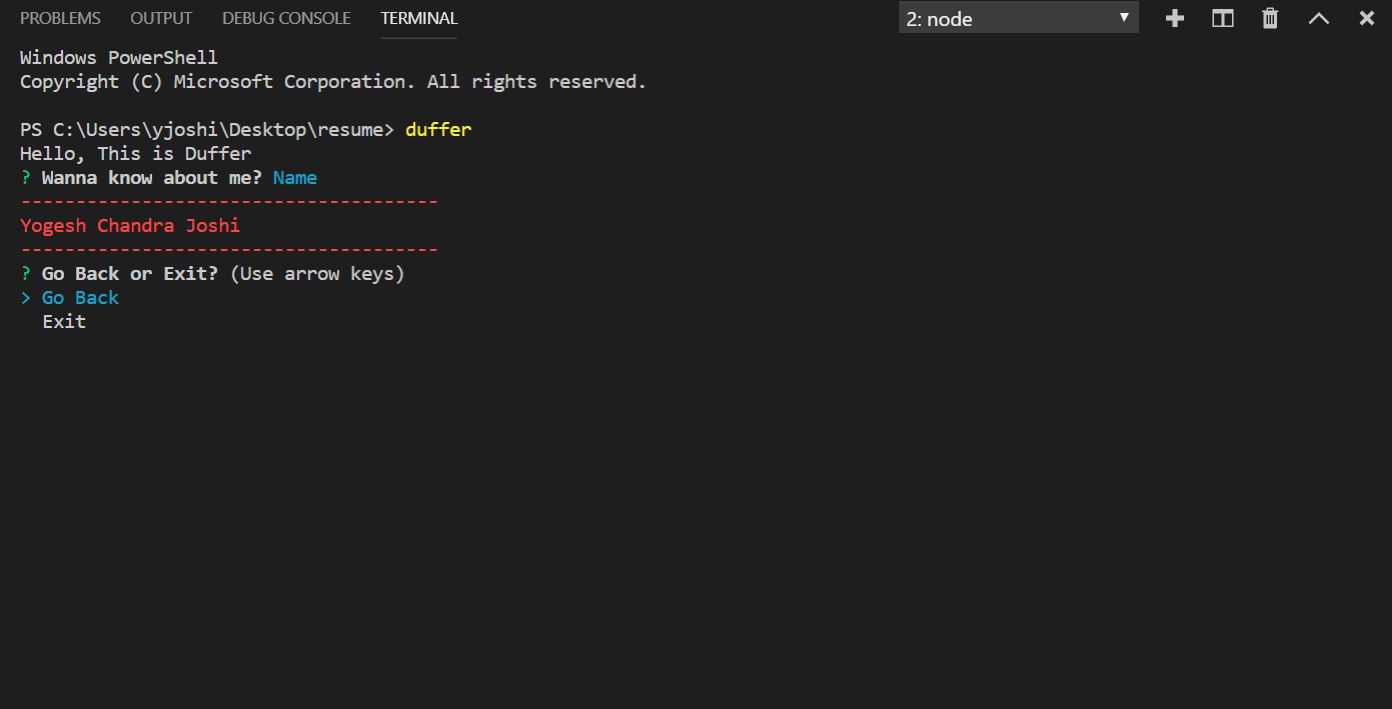 PROBLEMS OUTPUT DEBUG CONSOLE TERMINAL 2: node
Windows PowerShell
Copyright (C) Microsoft Corporation. All rights reserved.
PS C:\Users\yjoshi\Desktop\resume> duffer
Hello, This is Duffer
? Wanna know about me? Name
--------------------------------------
Yogesh Chandra Joshi
--------------------------------------
? Go Back or Exit? (Use arrow keys)
> Go Back
Exit